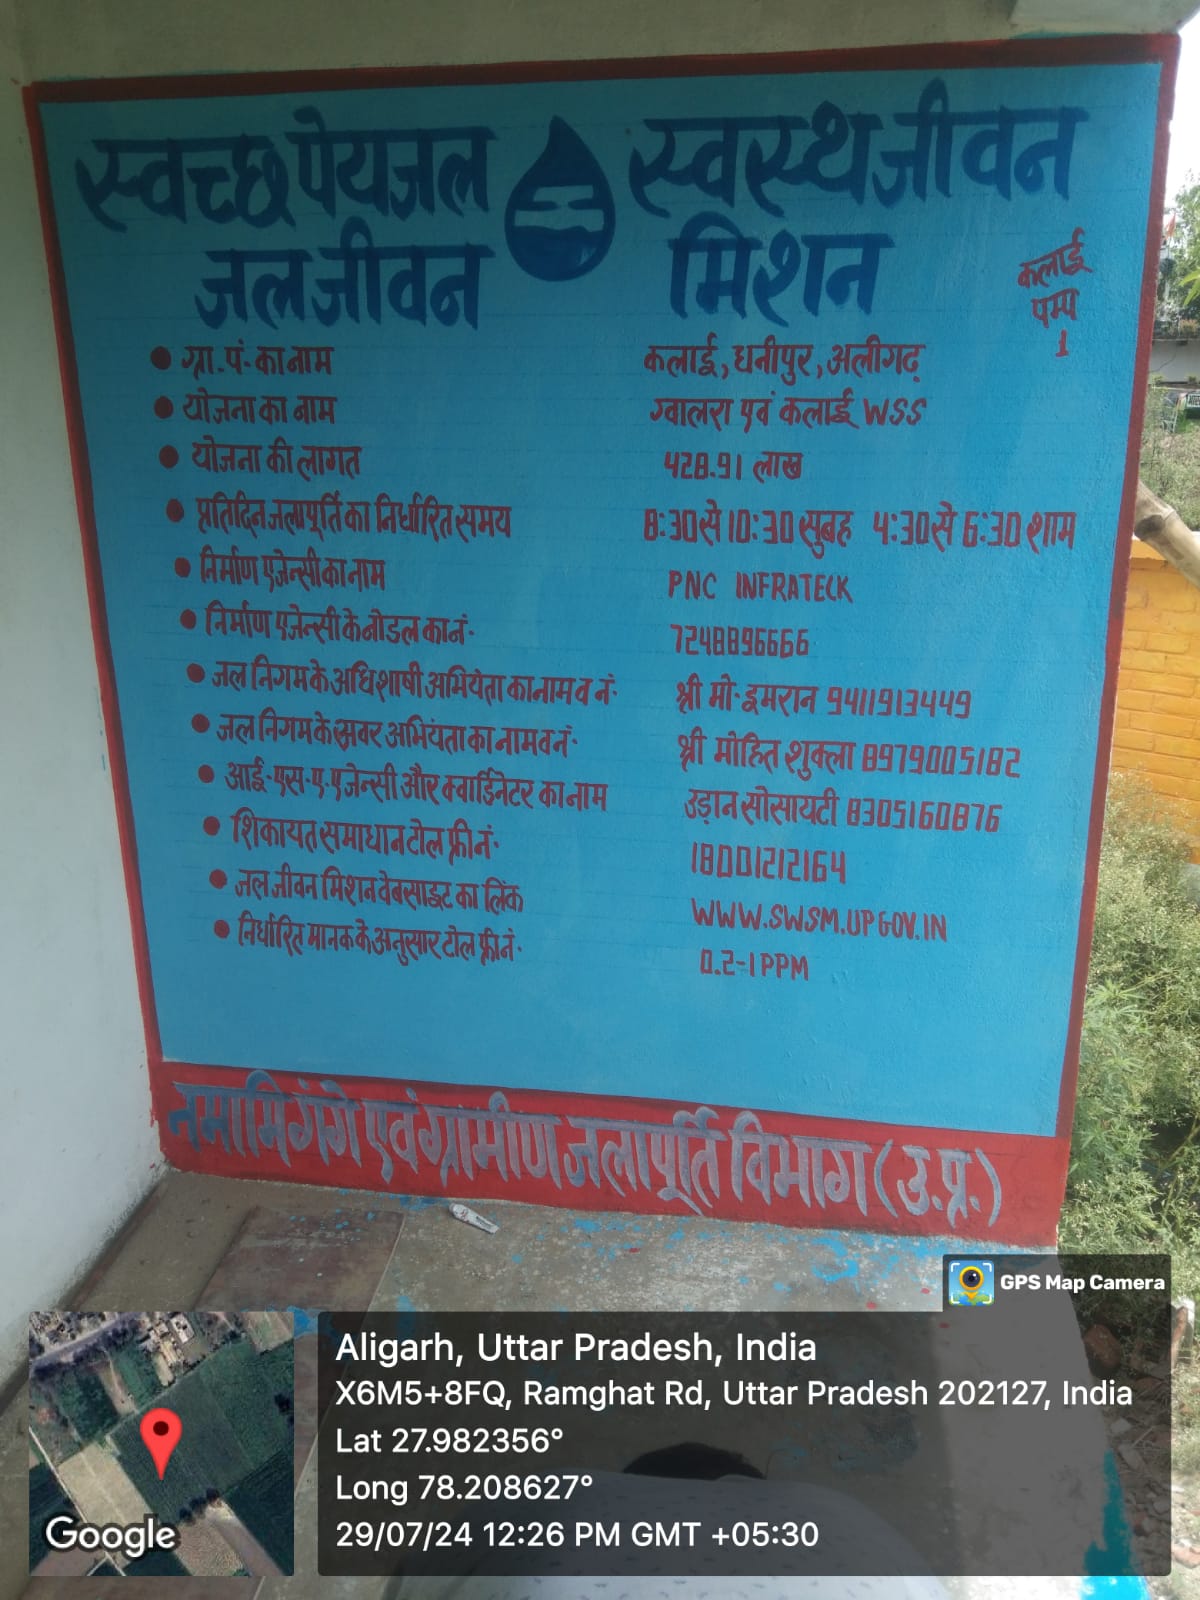 स्वच्छ पेयजल स्वस्थ जीवन
जल जीवन मिशन
कलाई
पम्प
1
• ग्रा.पं. का नाम कलाई, धनीपुर, अलीगढ़
• योजना का नाम ग्वालरा एवं कलाई WSS
• योजना की लागत 428.91 लाख
• प्रतिदिन जलापूर्ति का निर्धारित समय 8:30 से 10:30 सुबह 4:30 से 6:30 शाम
• निर्माण एजेन्सी का नाम PNC INFRATECK
• निर्माण एजेन्सी के नोडल का नं. 7248896666
• जल निगम के अधिशाषी अभियंता का नाम व नं. श्री मो. इमरान 9411913449
• जल निगम के अवर अभियंता का नाम व नं. श्री मोहित शुक्ला 8979005182
• आई.एस.ए. एजेन्सी और क्वार्डिनेटर का नाम उड़ान सोसायटी 8305160876
• शिकायत समाधान टोल फ्री नं. 18001212164
• जल जीवन मिशन वेबसाइट का लिंक WWW.SWSM.UPGOV.IN
• निर्धारित मानक के अनुसार टोल फ्री नं. 0.2-1 PPM
नमामि गंगे एवं ग्रामीण जलापूर्ति विभाग (उ.प्र.)
GPS Map Camera
Aligarh, Uttar Pradesh, India
X6M5+8FQ, Ramghat Rd, Uttar Pradesh 202127, India
Lat 27.982356°
Long 78.208627°
29/07/24 12:26 PM GMT +05:30
Google